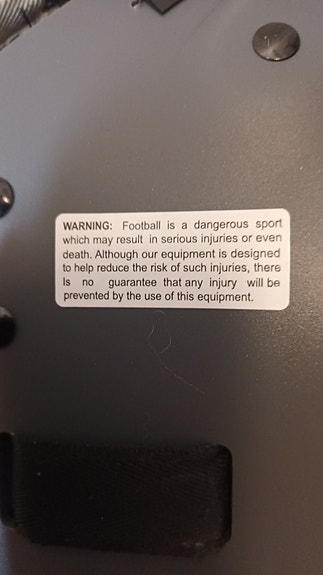 WARNING: Football is a dangerous sport
which may result in serious injuries or even
death. Although our equipment is designed
to help reduce the risk of such injuries, there
Is no guarantee that any injury will be
prevented by the use of this equipment.